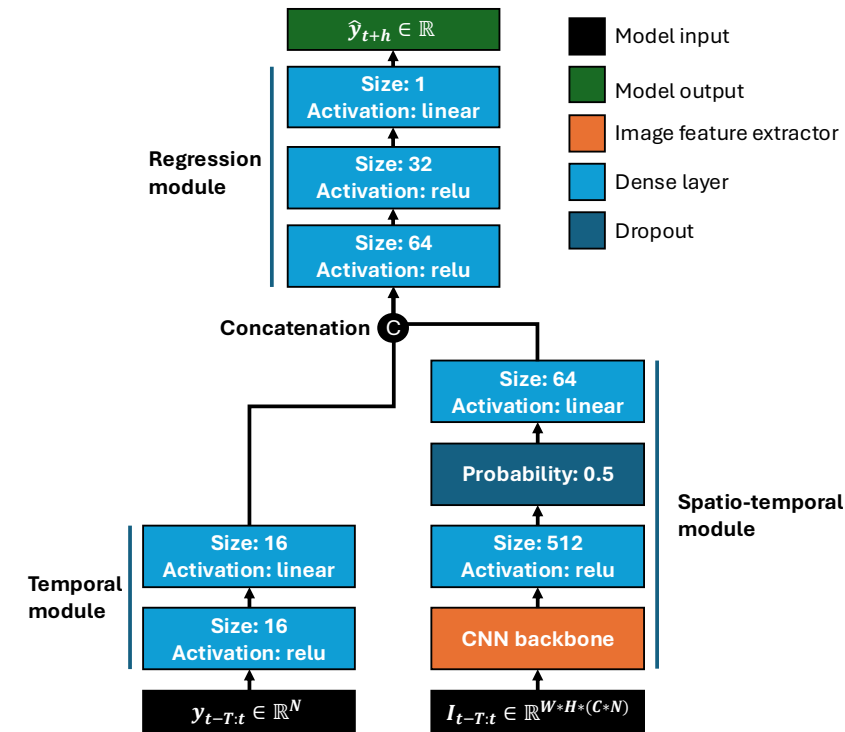 ŷₜ₊ₕ ∈ ℝ
Size: 1
Activation: linear
Size: 32
Activation: relu
Size: 64
Activation: relu
Regression
module
Model input
Model output
Image feature extractor
Dense layer
Dropout
Concatenation
C
Size: 16
Activation: linear
Size: 16
Activation: relu
Temporal
module
y_{t−T:t} ∈ ℝ^N
Size: 64
Activation: linear
Probability: 0.5
Size: 512
Activation: relu
CNN backbone
Spatio-temporal
module
I_{t−T:t} ∈ ℝ^{W*H*(C*N)}